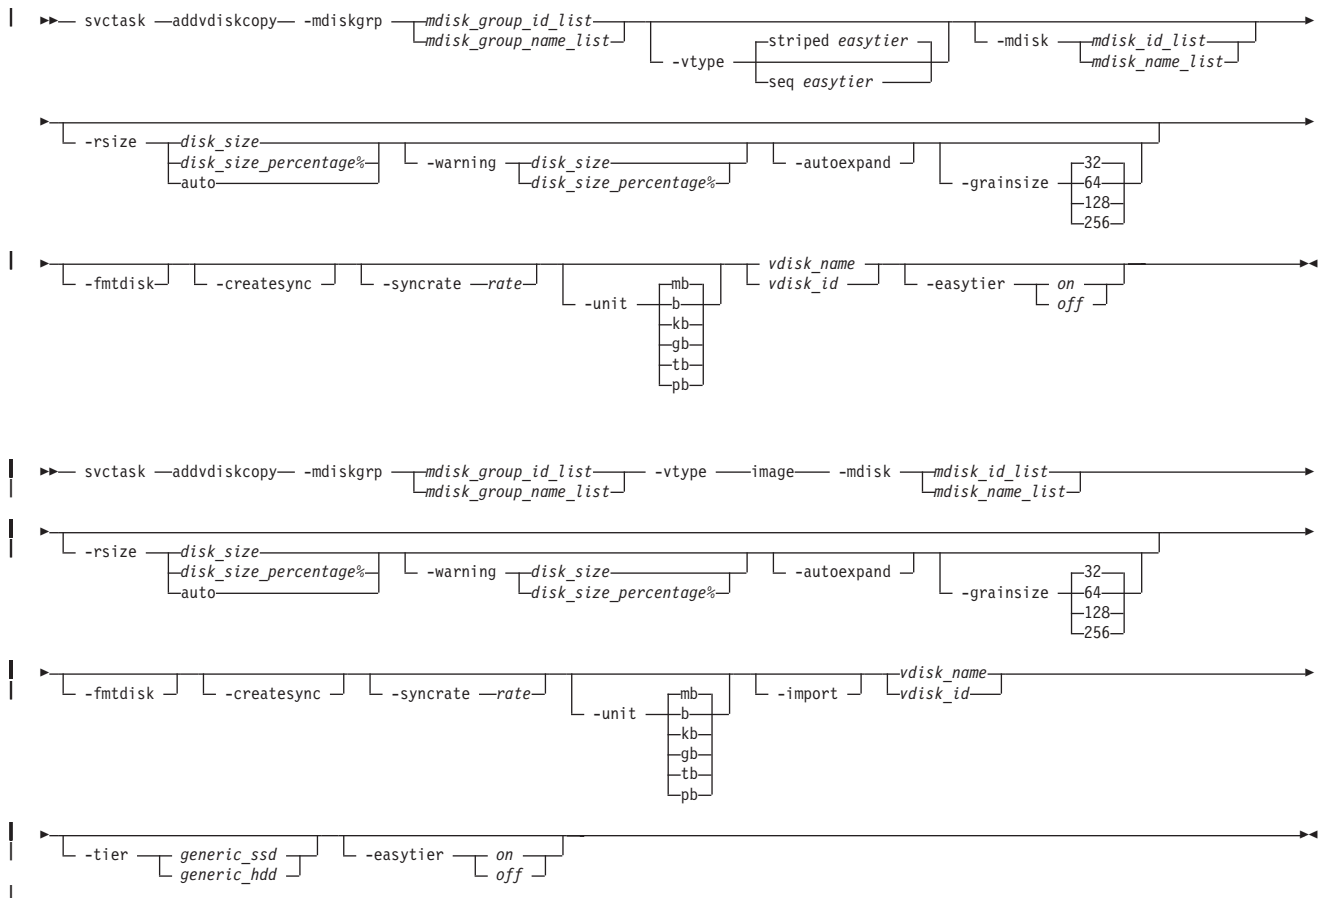 svctask addvdiskcopy -mdiskgrp mdisk_group_id_list
mdisk_group_name_list
-vtype striped easytier
seq easytier
-mdisk mdisk_id_list
mdisk_name_list
-rsize disk_size
disk_size_percentage%
auto
-warning disk_size
disk_size_percentage%
-autoexpand
-grainsize 32
64
128
256
-fmtdisk -createsync -syncrate rate
-unit mb
b
kb
gb
tb
pb
vdisk_name
vdisk_id
-easytier on
off
svctask addvdiskcopy -mdiskgrp mdisk_group_id_list
mdisk_group_name_list
-vtype image -mdisk mdisk_id_list
mdisk_name_list
-rsize disk_size
disk_size_percentage%
auto
-warning disk_size
disk_size_percentage%
-autoexpand
-grainsize 32
64
128
256
-fmtdisk -createsync -syncrate rate
-unit mb
b
kb
gb
tb
pb
-import vdisk_name
vdisk_id
-tier generic_ssd
generic_hdd
-easytier on
off